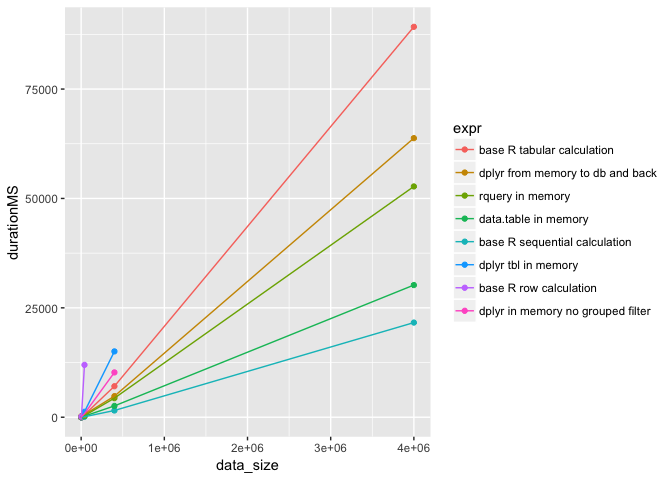 durationMS
75000
50000
25000
0
0e+00
1e+06
2e+06
3e+06
4e+06
data_size
expr
base R tabular calculation
dplyr from memory to db and back
rquery in memory
data.table in memory
base R sequential calculation
dplyr tbl in memory
base R row calculation
dplyr in memory no grouped filter